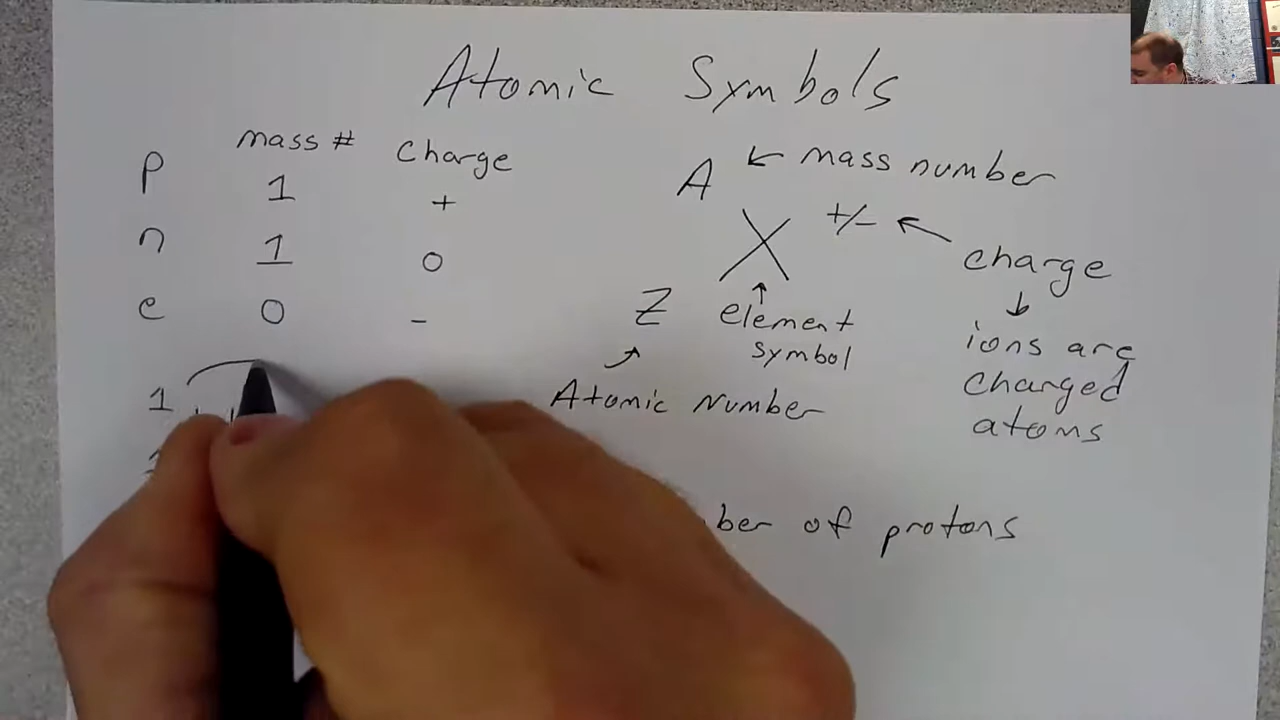 Atomic Symbols
mass # charge
p 1 +
n 1 0
e 0 -
A ← mass number
X +/- ← charge
Z element
symbol
Atomic Number
↓
ions are
charged
atoms
1
ber of protons